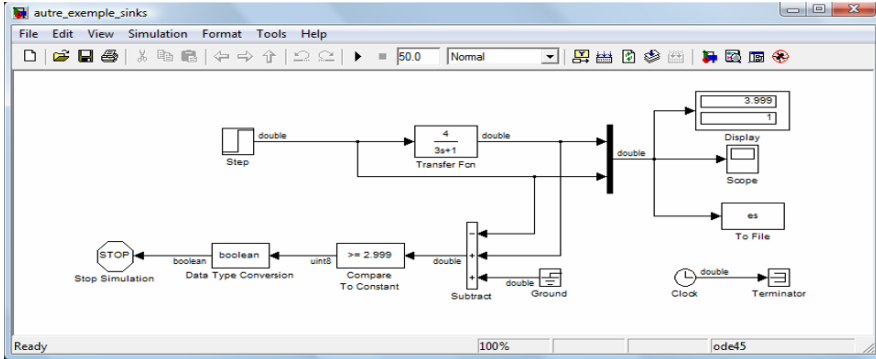 autre_exemple_sinks
File Edit View Simulation Format Tools Help
50.0 Normal
3.999
1
Display
double
Step
4
3s+1
double
Transfer Fcn
double
Scope
es
To File
STOP
Stop Simulation
boolean
boolean
Data Type Conversion
uint8
>= 2.999
Compare
To Constant
double
Subtract
double
Ground
Clock
double
Terminator
Ready 100% ode45